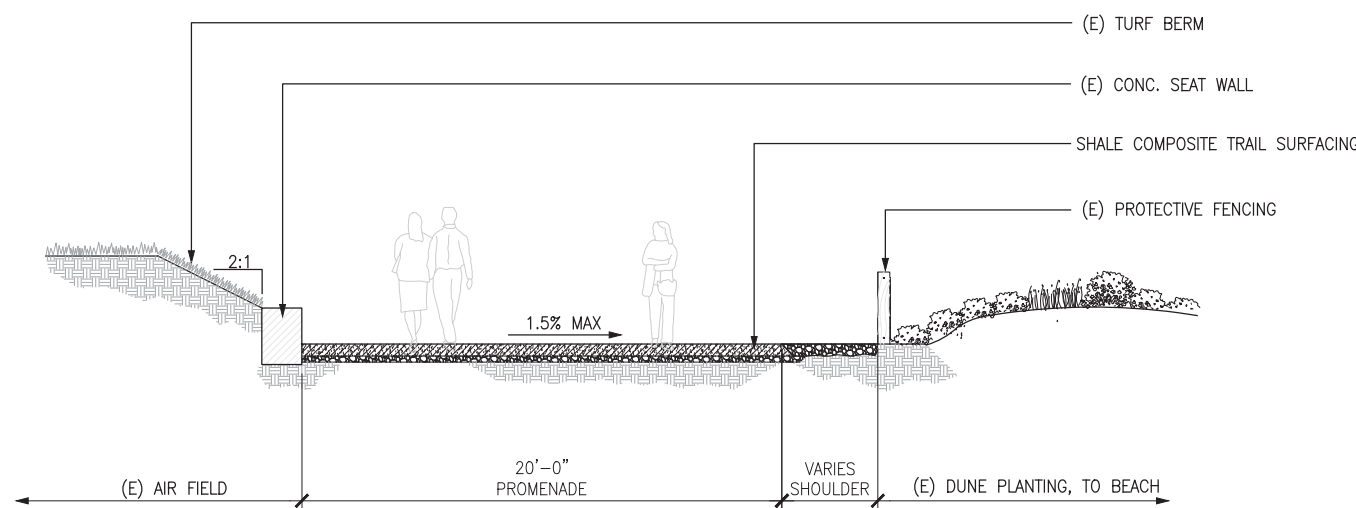 (E) TURF BERM
(E) CONC. SEAT WALL
SHALE COMPOSITE TRAIL SURFACING
(E) PROTECTIVE FENCING
2:1
1.5% MAX
(E) AIR FIELD
20'-0"
PROMENADE
VARIES
SHOULDER
(E) DUNE PLANTING, TO BEACH